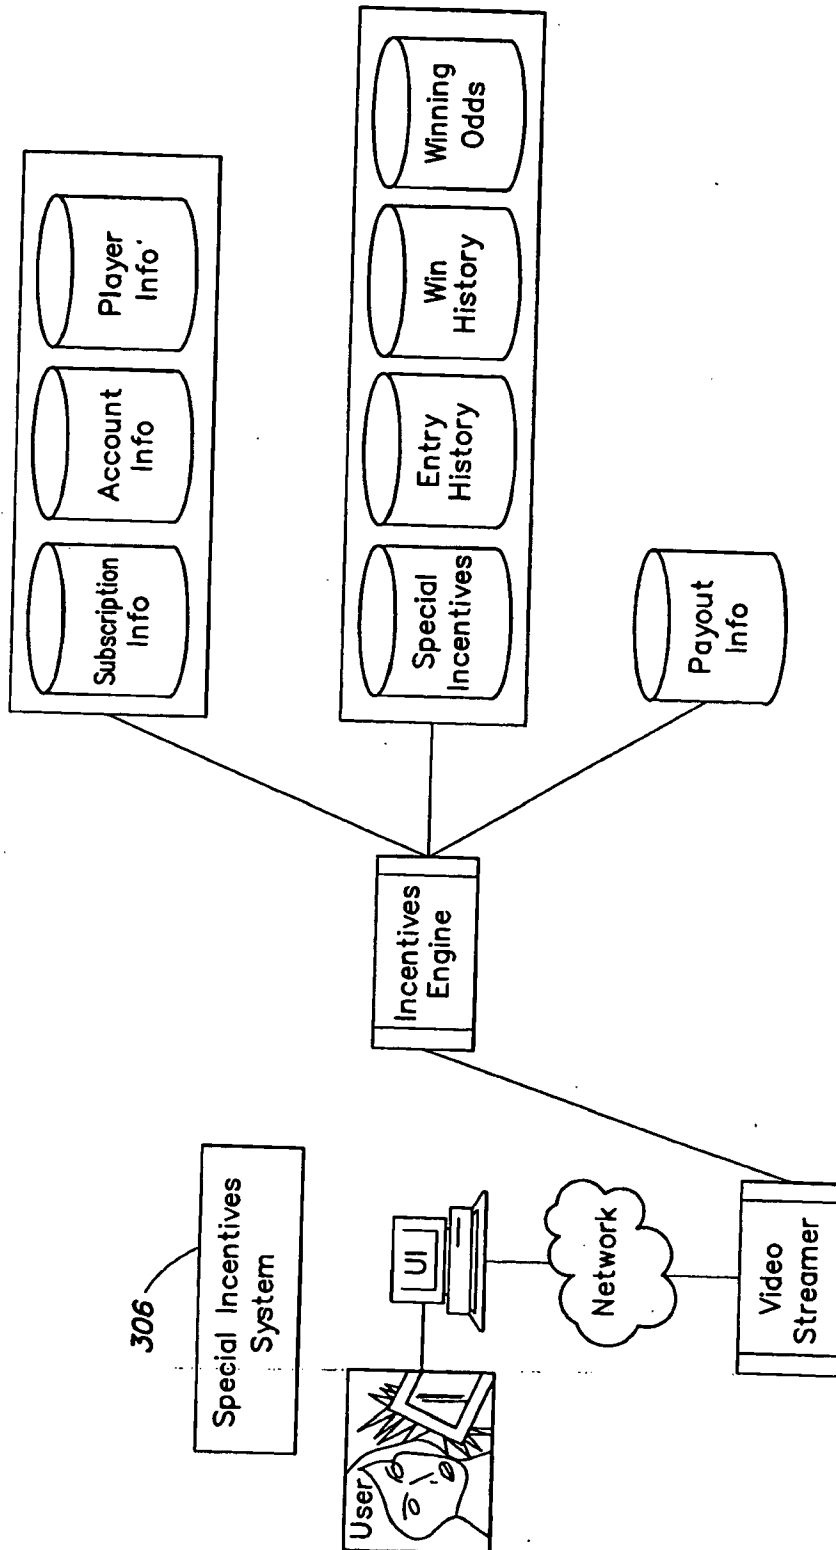 306
Special Incentives
System
User
UI
Network
Video
Streamer
Incentives
Engine
Subscription
Info
Account
Info
Player
Info'
Special
Incentives
Entry
History
Win
History
Winning
Odds
Payout
Info